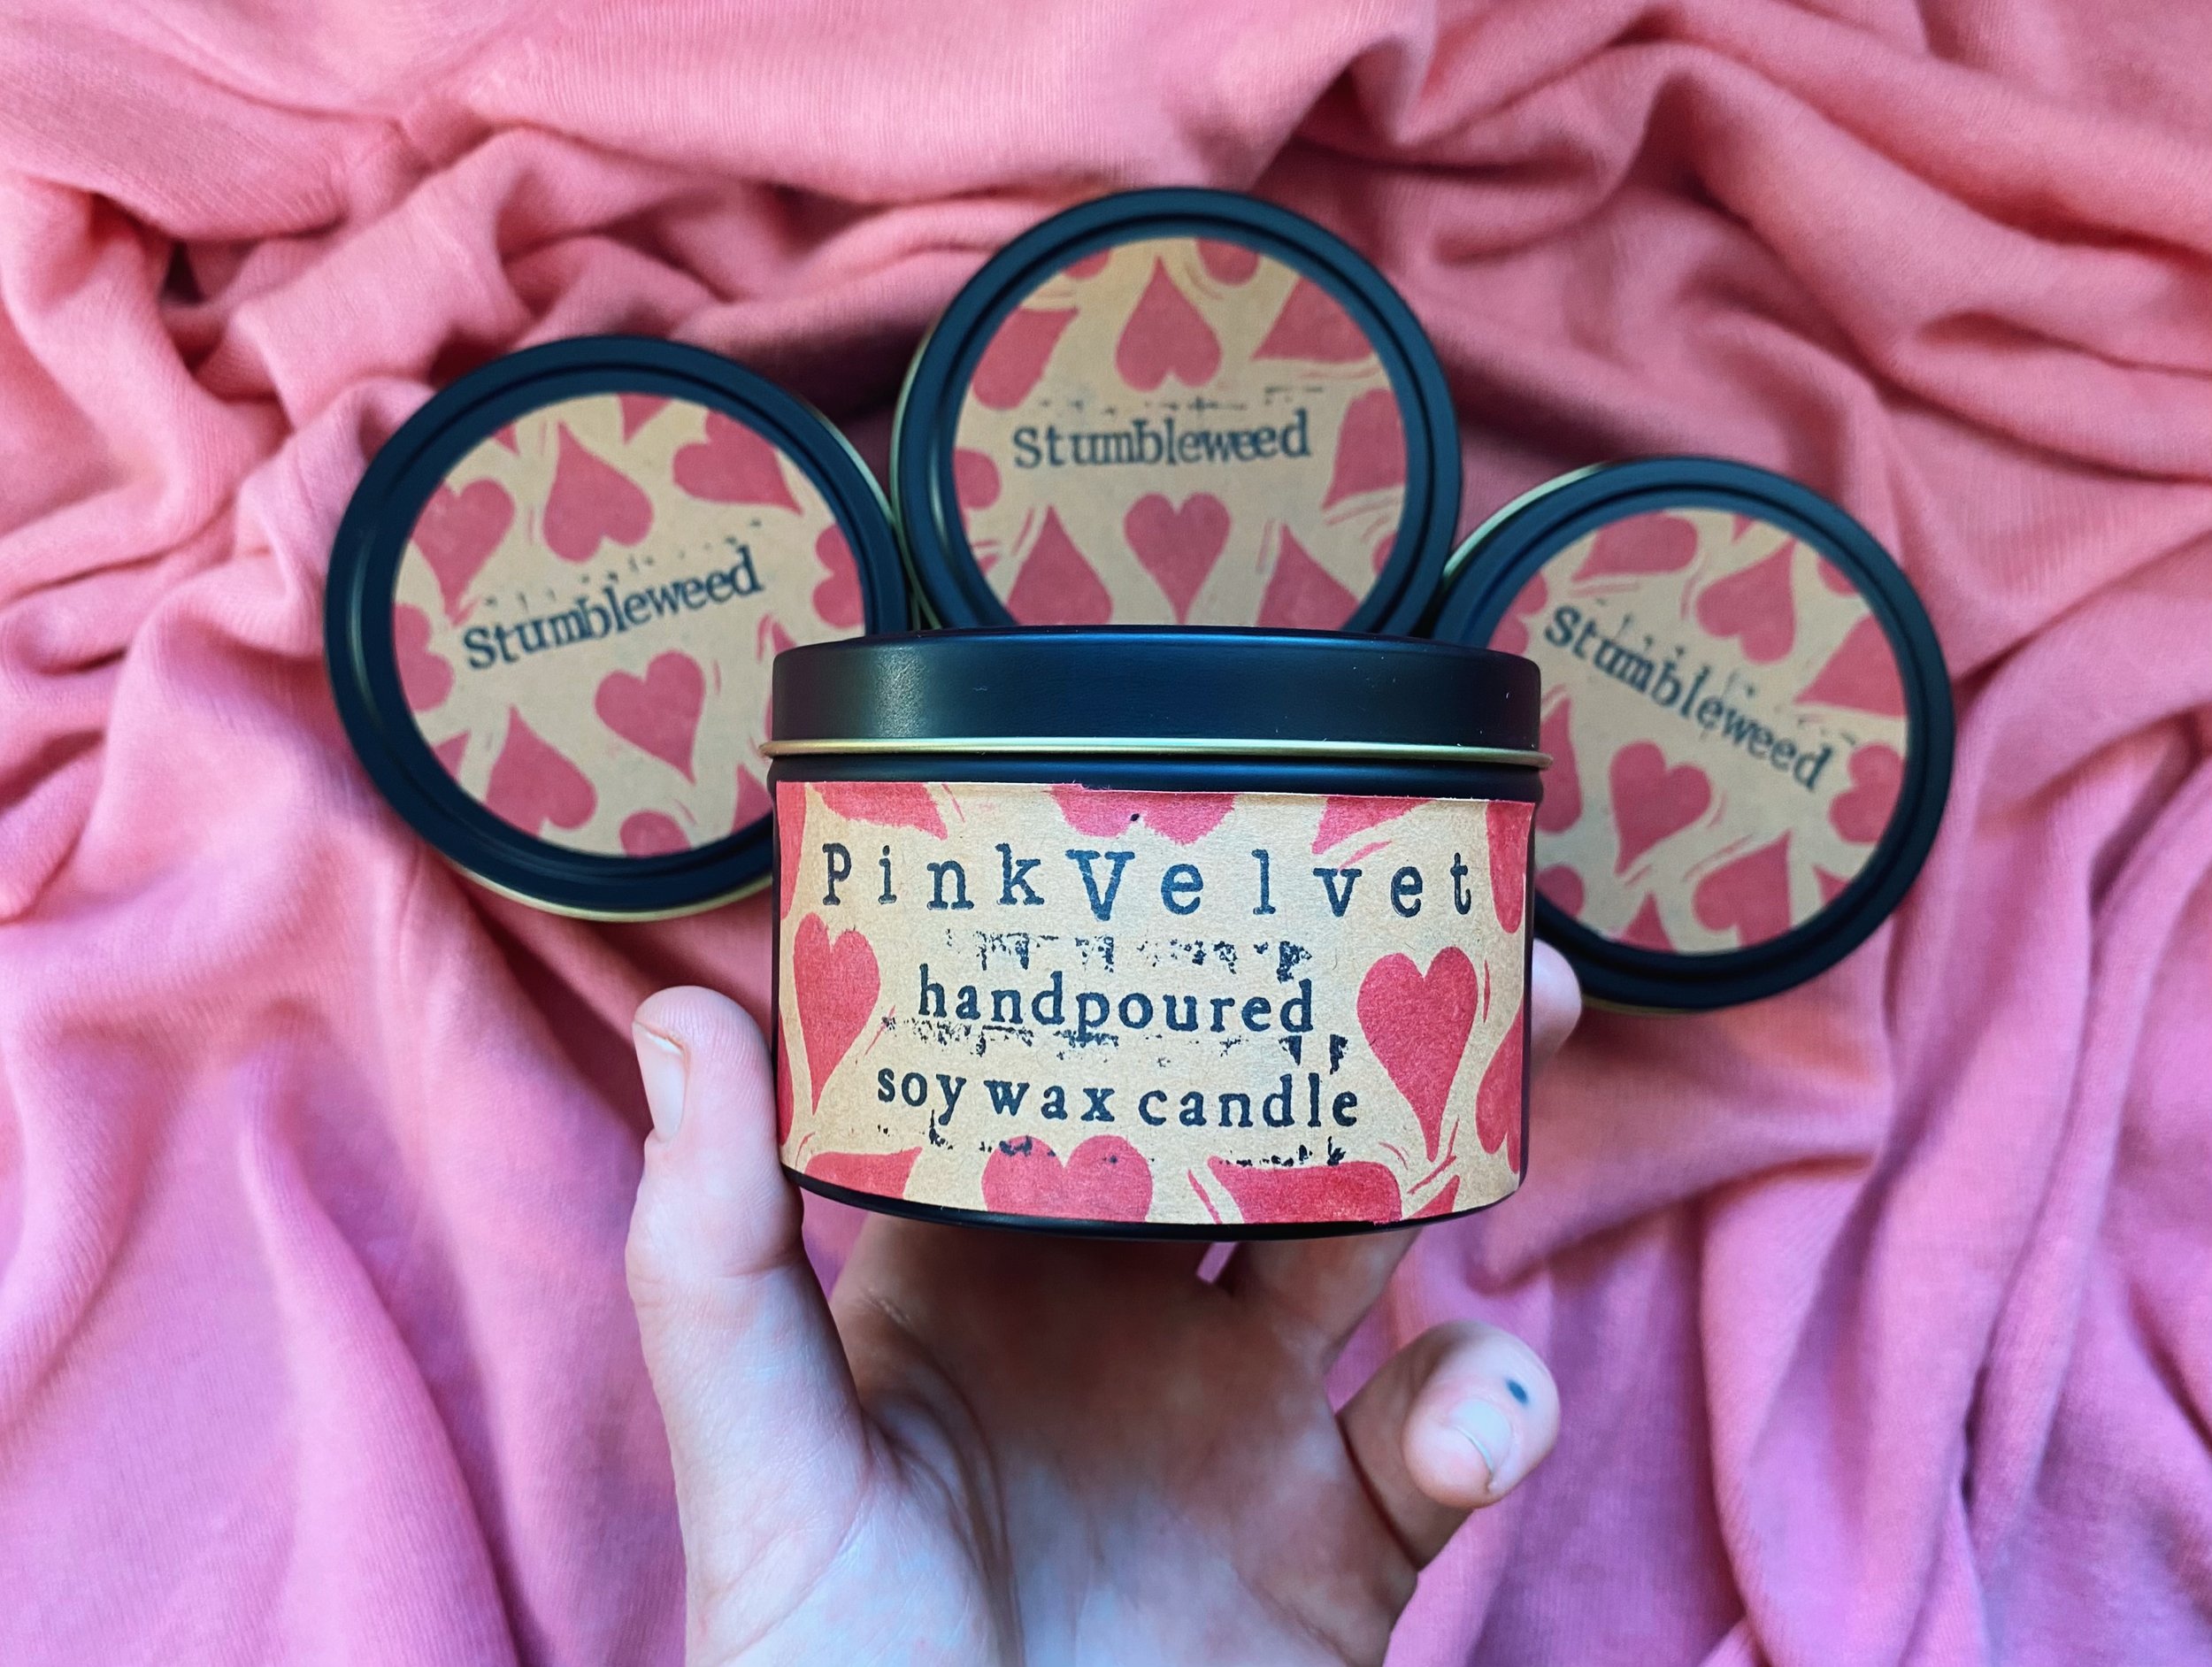 Stumbleweed
Stumbleweed
Stumbleweed
Pink Velvet
handpoured
soy wax candle